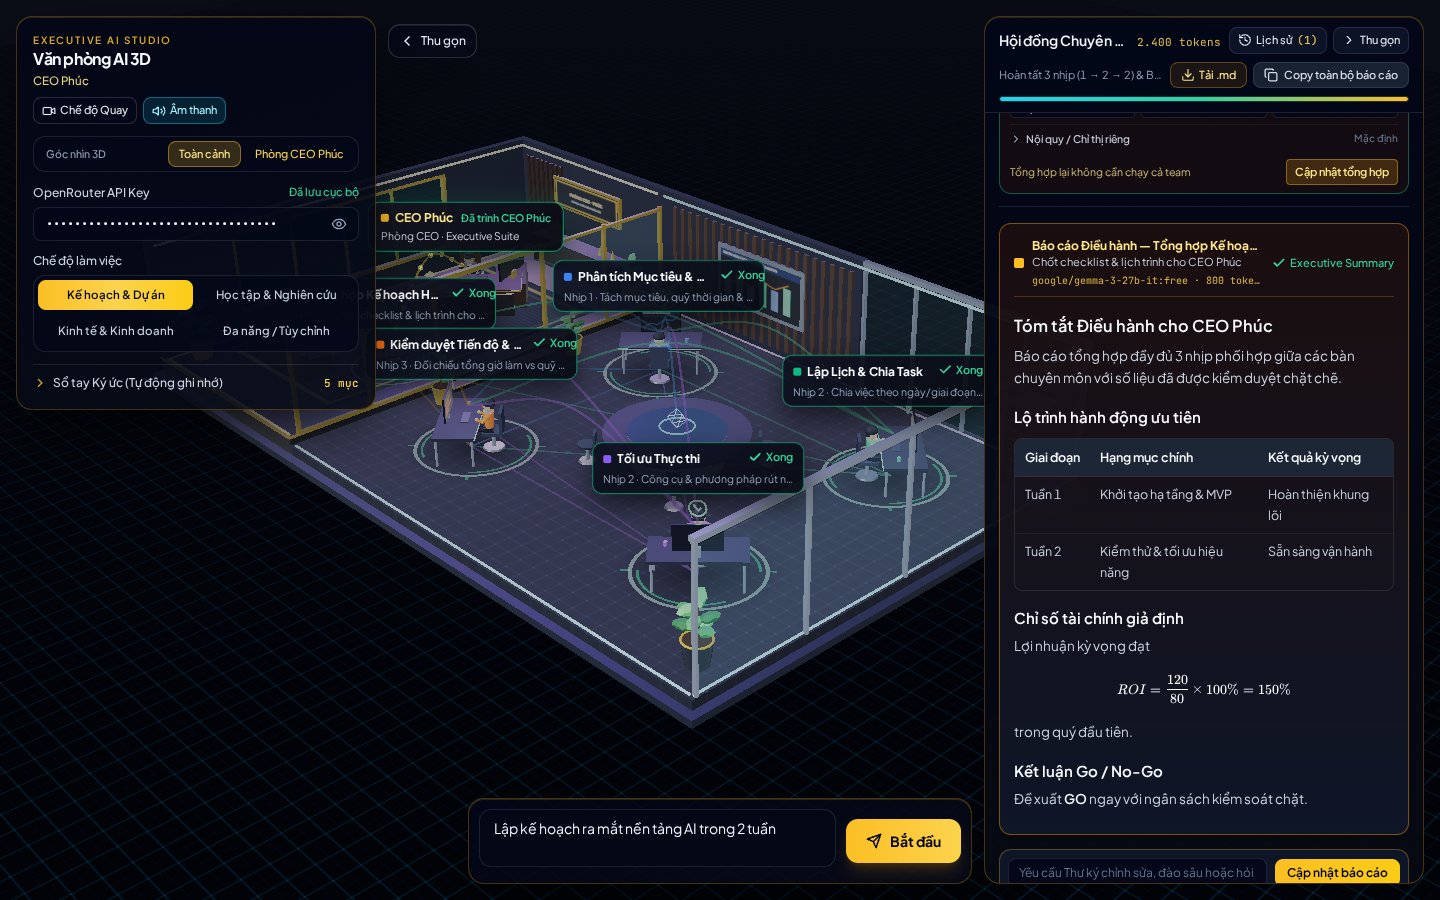 EXECUTIVE AI STUDIO
Văn phòng AI 3D
CEO Phúc
Chế độ Quay
Âm thanh
Góc nhìn 3D
Toàn cảnh
Phòng CEO Phúc
OpenRouter API Key
Đã lưu cục bộ
••••••••••••••••••••••••••••••••
Chế độ làm việc
Kế hoạch & Dự án
Học tập & Nghiên cứu
Kinh tế & Kinh doanh
Đa năng / Tùy chỉnh
Sổ tay Ký ức (Tự động ghi nhớ)
5 mục
Thu gọn
CEO Phúc
Đã trình CEO Phúc
Phòng CEO · Executive Suite
Phân tích Mục tiêu & ...
Xong
Nhịp 1 · Tách mục tiêu, quỹ thời gian & ...
Kế hoạch H...
Xong
checklist & lịch trình cho ...
Kiểm duyệt Tiến độ & ...
Xong
Nhịp 3 · Đối chiếu tổng giờ làm vs quỹ ...
Lập Lịch & Chia Task
Xong
Nhịp 2 · Chia việc theo ngày/giai đoạn...
Tối ưu Thực thi
Xong
Nhịp 2 · Công cụ & phương pháp rút n...
Lập kế hoạch ra mắt nền tảng AI trong 2 tuần
Bắt đầu
Hội đồng Chuyên ...
2.400 tokens
Lịch sử (1)
Thu gọn
Hoàn tất 3 nhịp (1 → 2 → 2) & B...
Tải .md
Copy toàn bộ báo cáo
Nội quy / Chỉ thị riêng
Mặc định
Tổng hợp lại không cần chạy cả team
Cập nhật tổng hợp
Báo cáo Điều hành — Tổng hợp Kế hoạ...
Chốt checklist & lịch trình cho CEO Phúc
google/gemma-3-27b-it:free · 800 toke...
Executive Summary
Tóm tắt Điều hành cho CEO Phúc
Báo cáo tổng hợp đầy đủ 3 nhịp phối hợp giữa các bàn
chuyên môn với số liệu đã được kiểm duyệt chặt chẽ.
Lộ trình hành động ưu tiên
Giai đoạn
Hạng mục chính
Kết quả kỳ vọng
Tuần 1
Khởi tạo hạ tầng & MVP
Hoàn thiện khung
lõi
Tuần 2
Kiểm thử & tối ưu hiệu
năng
Sẵn sàng vận hành
Chỉ số tài chính giả định
Lợi nhuận kỳ vọng đạt
ROI = 120/80 × 100% = 150%
trong quý đầu tiên.
Kết luận Go / No-Go
Đề xuất GO ngay với ngân sách kiểm soát chặt.
Yêu cầu Thư ký chỉnh sửa, đào sâu hoặc hỏi
Cập nhật báo cáo